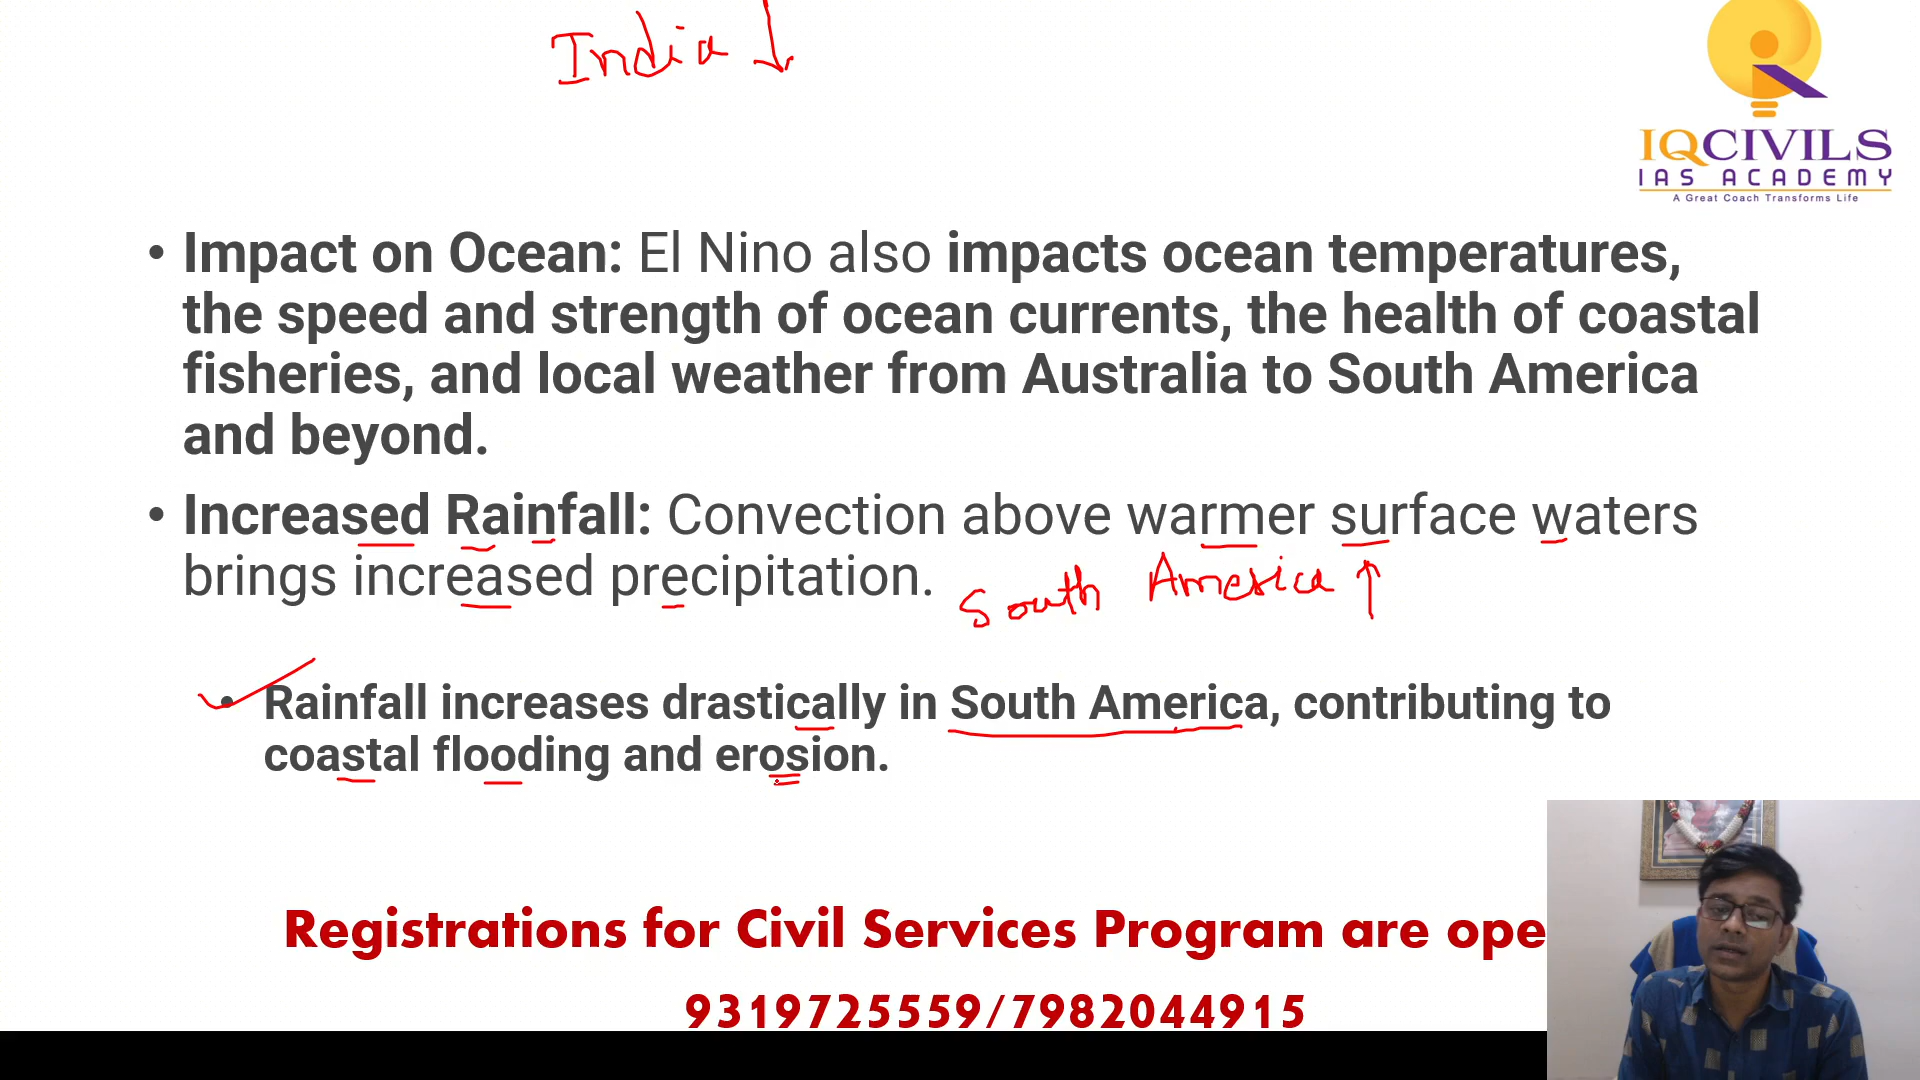 India ↓
IQCIVILS
IAS ACADEMY
A Great Coach Transforms Life
• Impact on Ocean: El Nino also impacts ocean temperatures,
the speed and strength of ocean currents, the health of coastal
fisheries, and local weather from Australia to South America
and beyond.
• Increased Rainfall: Convection above warmer surface waters
brings increased precipitation.
South America ↑
• Rainfall increases drastically in South America, contributing to
coastal flooding and erosion.
Registrations for Civil Services Program are ope
9319725559/7982044915